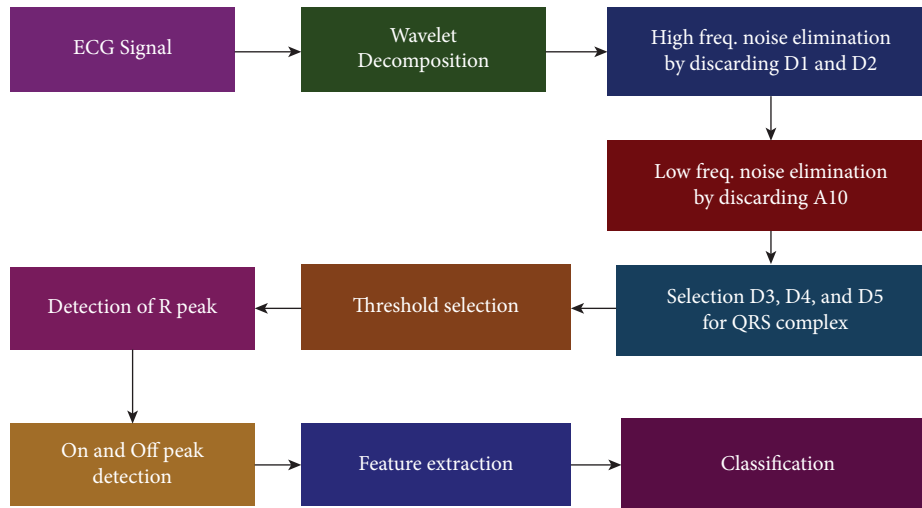 ECG Signal
Wavelet
Decomposition
High freq. noise elimination
by discarding D1 and D2
Low freq. noise elimination
by discarding A10
Selection D3, D4, and D5
for QRS complex
Threshold selection
Detection of R peak
On and Off peak
detection
Feature extraction
Classification